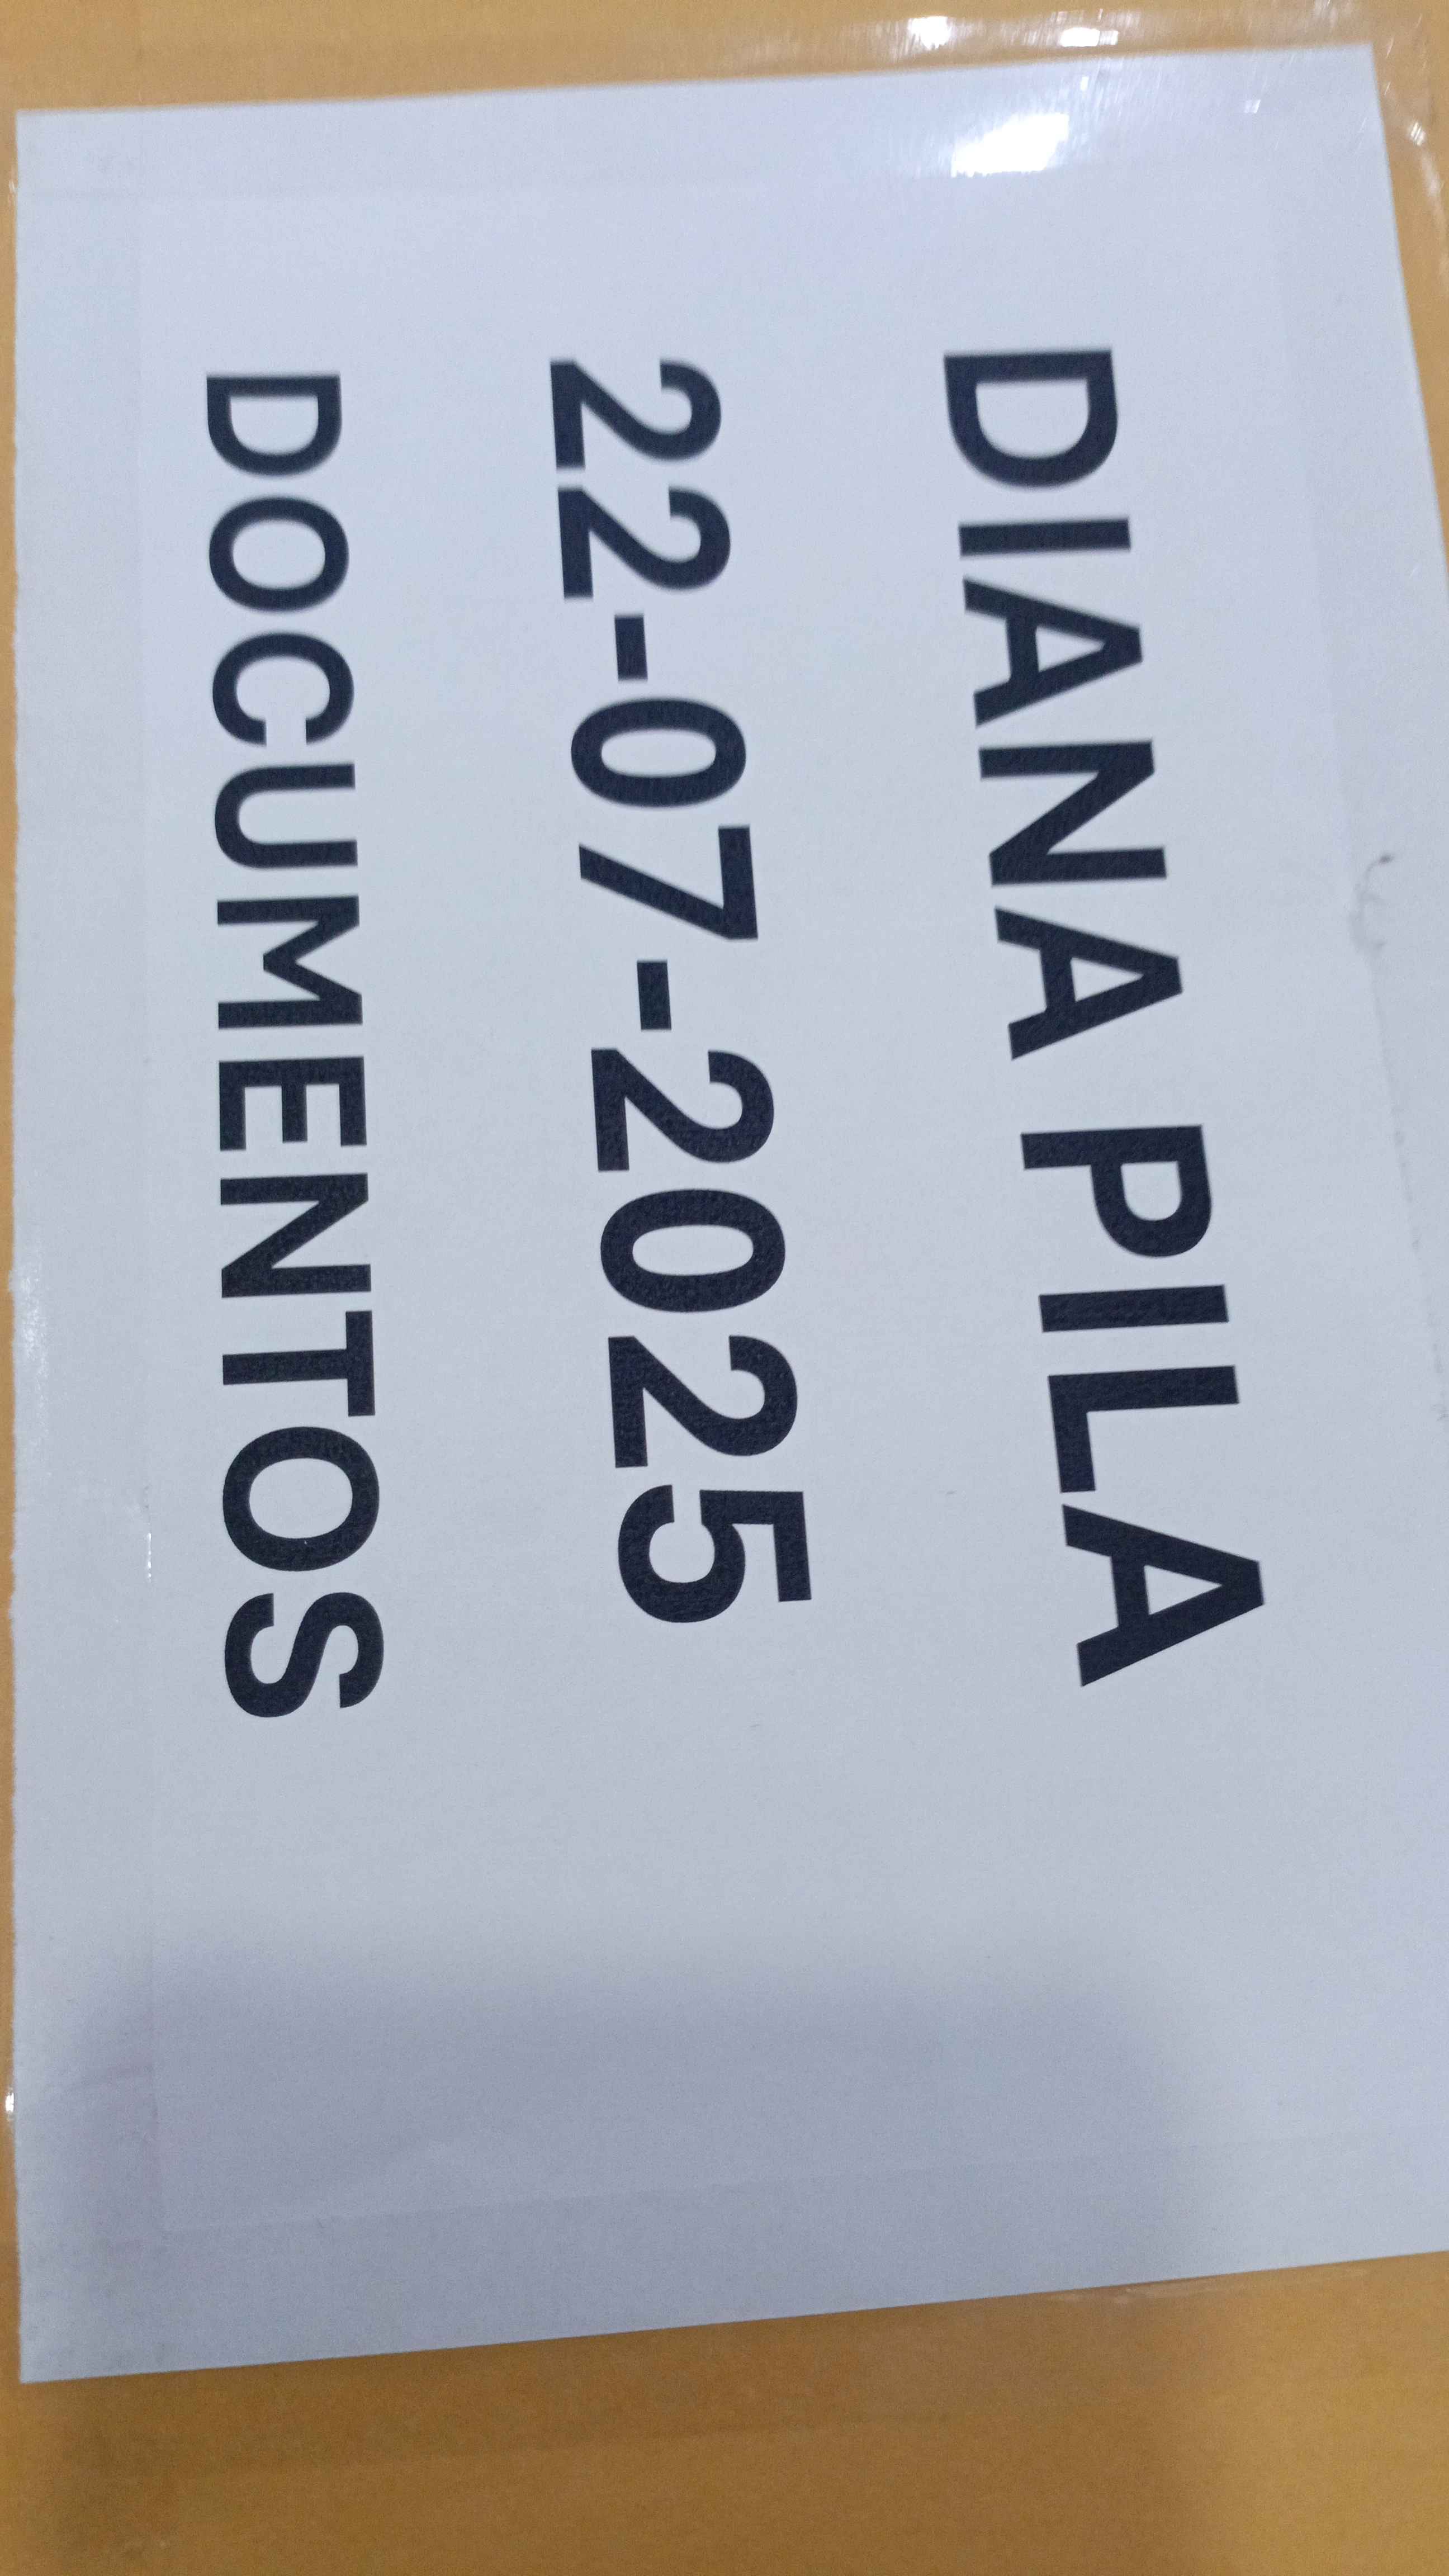 DIANA PILA
22-07-2025
DOCUMENTOS